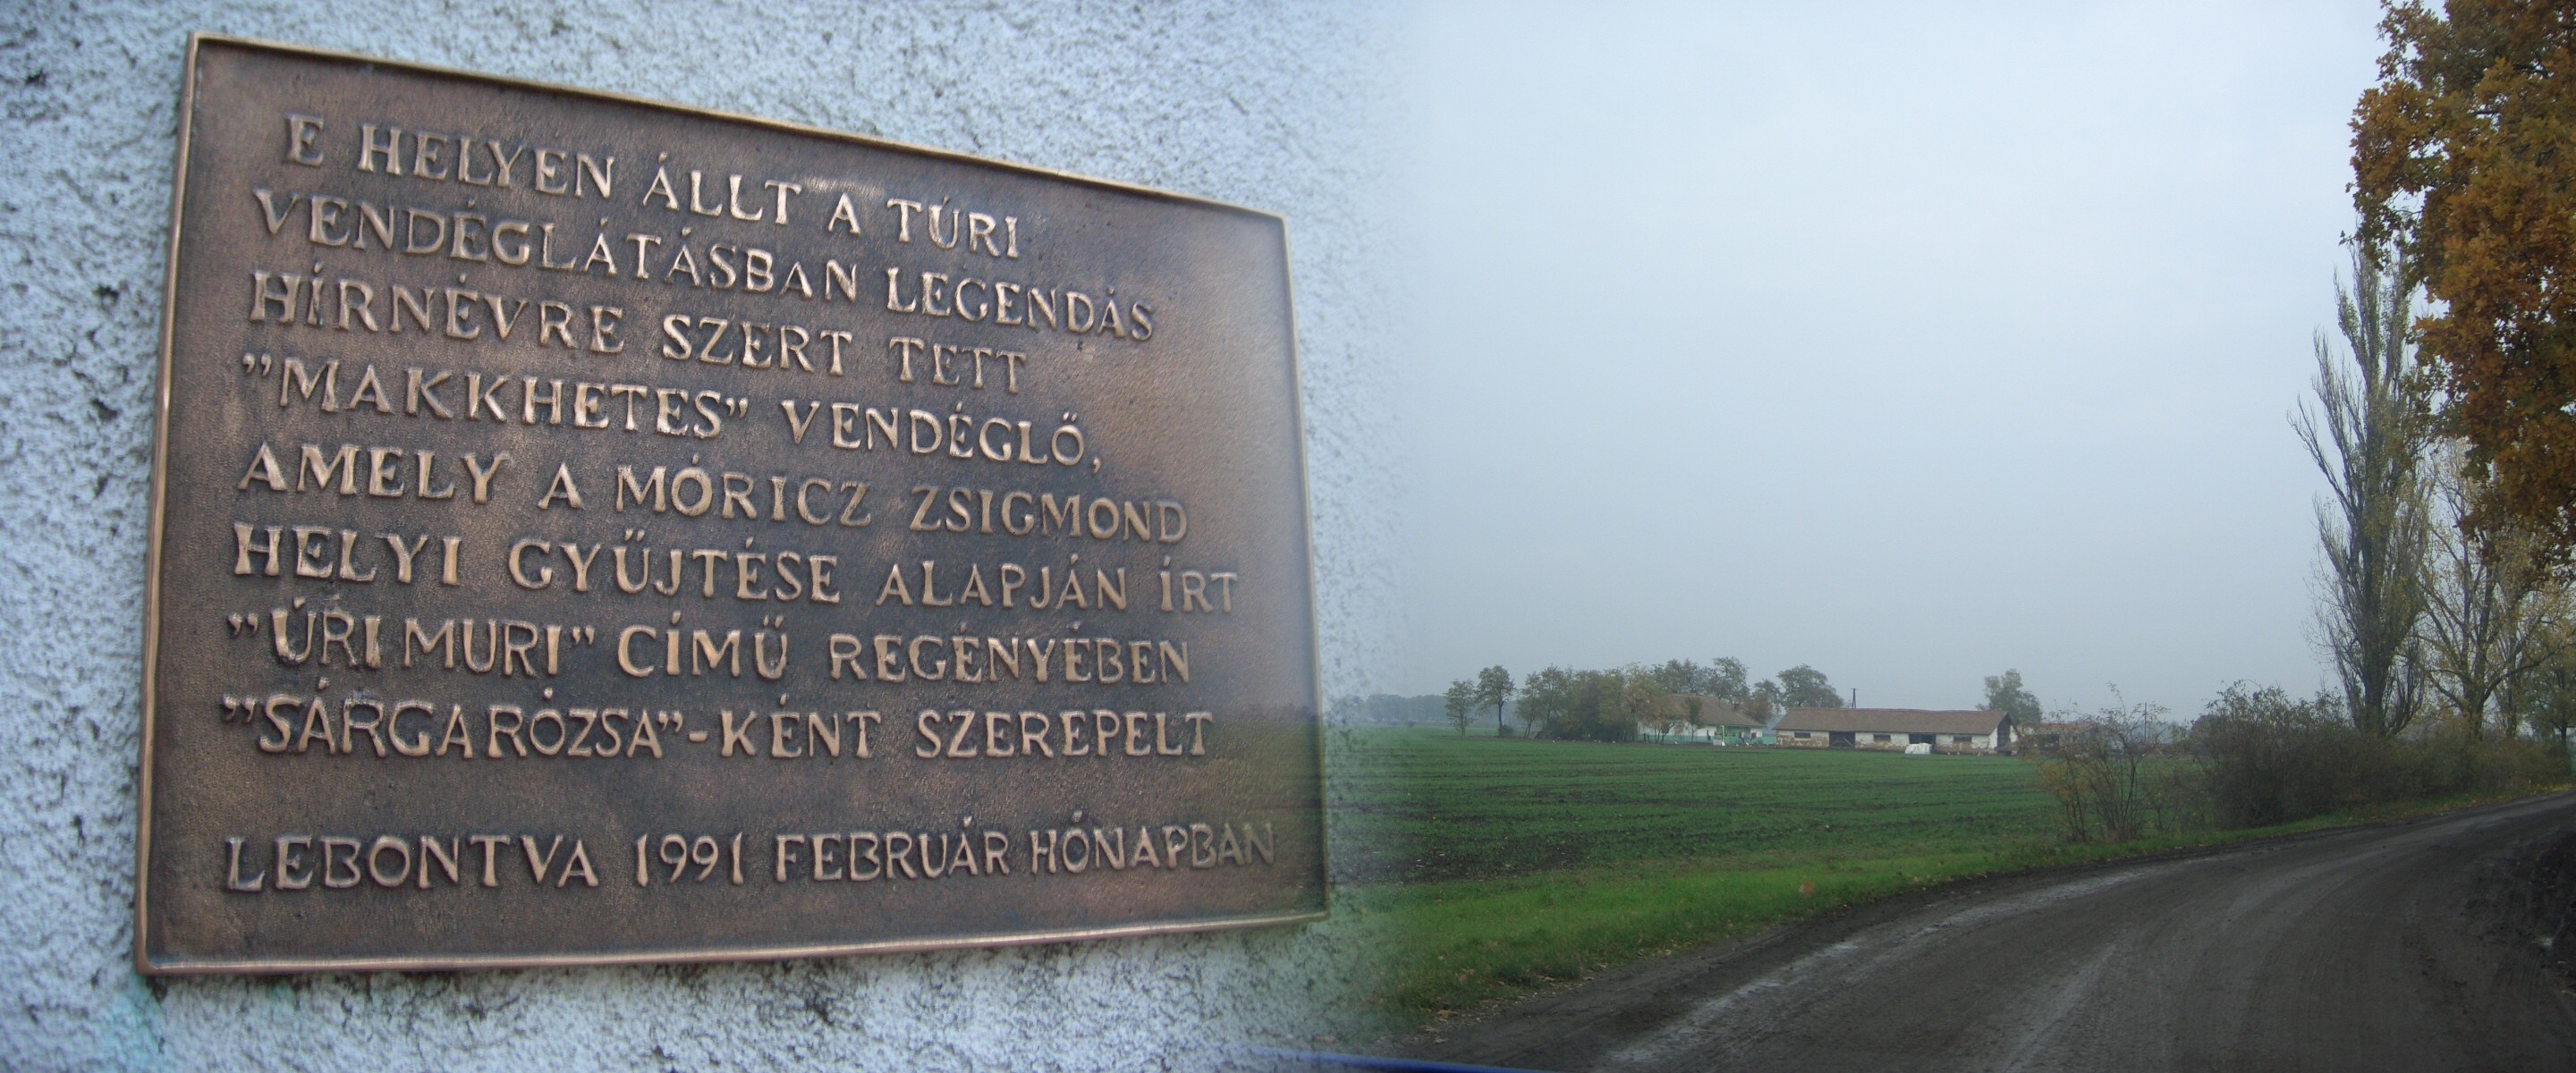 E HELYEN ÁLLT A TÚRI
VENDÉGLÁTÁSBAN LEGENDÁS
HÍRNÉVRE SZERT TETT
"MAKKHETES" VENDÉGLŐ,
AMELY A MÓRICZ ZSIGMOND
HELYI GYŰJTÉSE ALAPJÁN ÍRT
"ÚRI MURI" CÍMŰ REGÉNYÉBEN
"SÁRGARÓZSA"-KÉNT SZEREPELT
LEBONTVA 1991 FEBRUÁR HÓNAPBAN